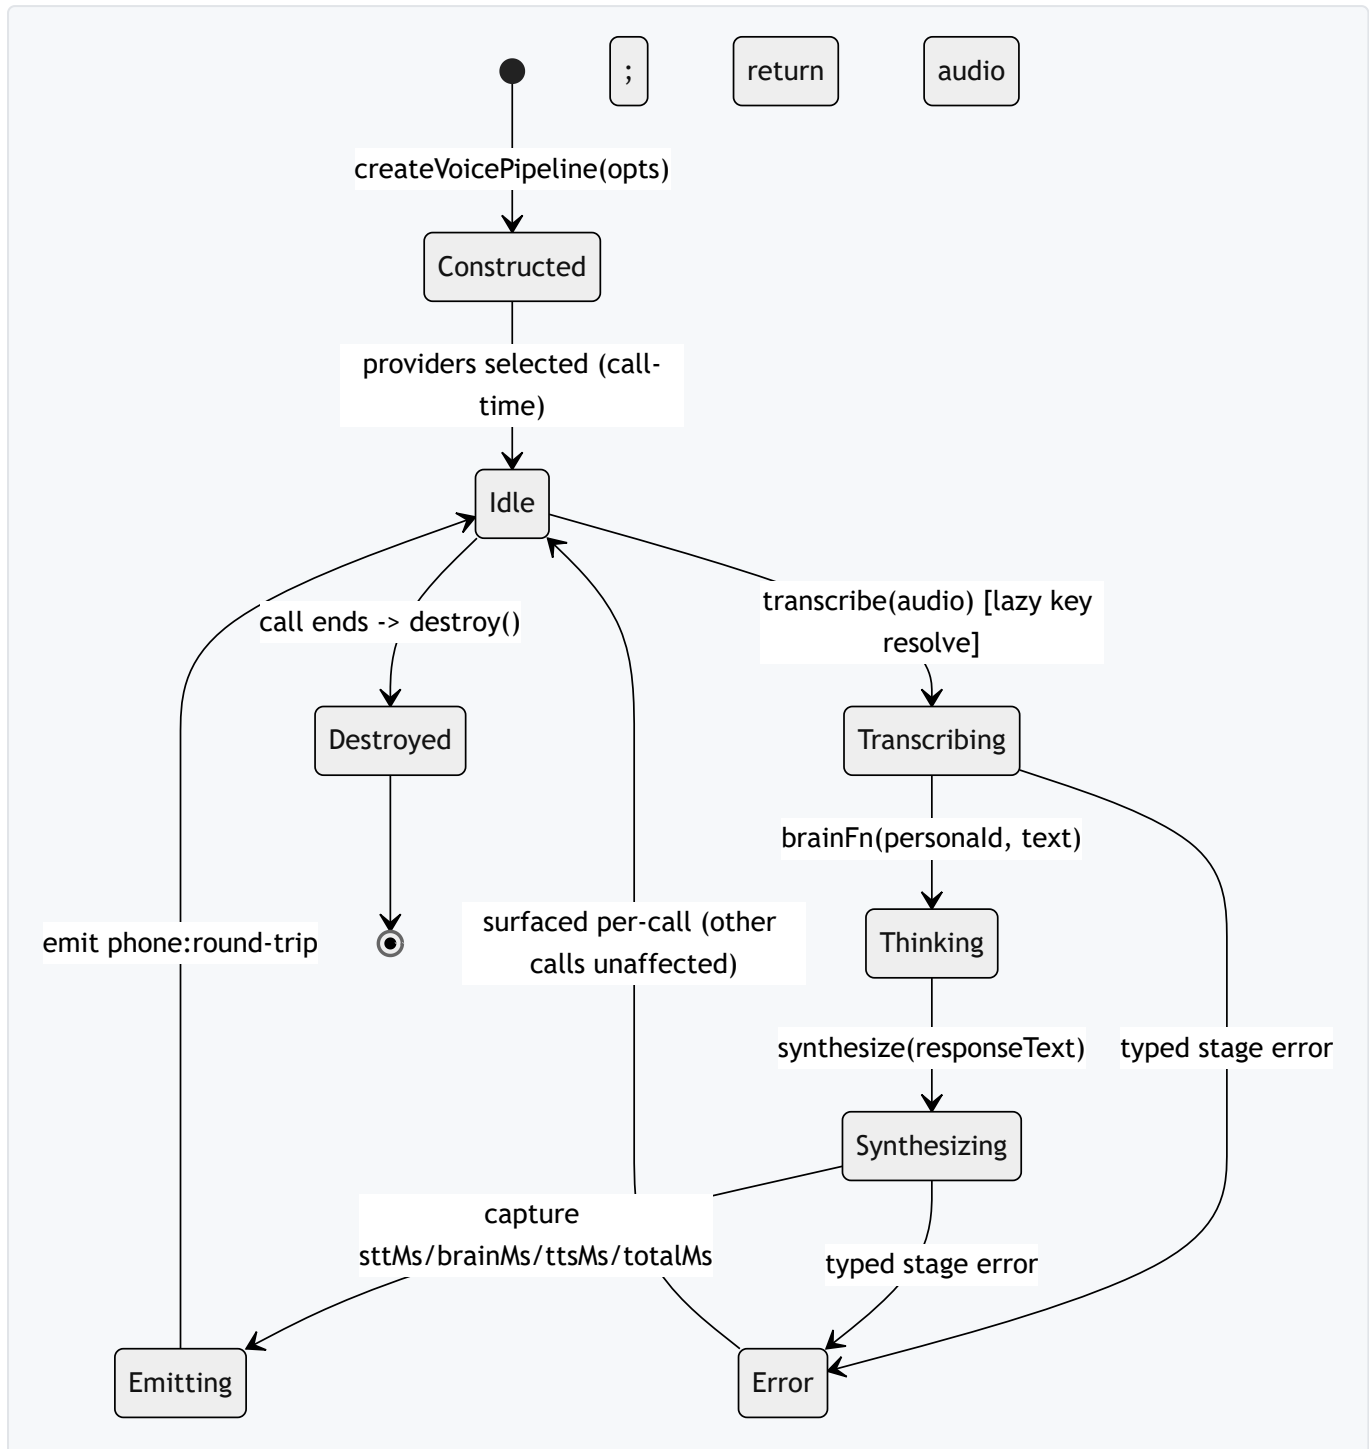 ;
return
audio
createVoicePipeline(opts)
Constructed
providers selected (call-
time)
Idle
call ends -> destroy()
transcribe(audio) [lazy key
resolve]
Destroyed
Transcribing
brainFn(personaId, text)
emit phone:round-trip
surfaced per-call (other
calls unaffected)
Thinking
synthesize(responseText)
typed stage error
Synthesizing
capture
sttMs/brainMs/ttsMs/totalMs
typed stage error
Emitting
Error